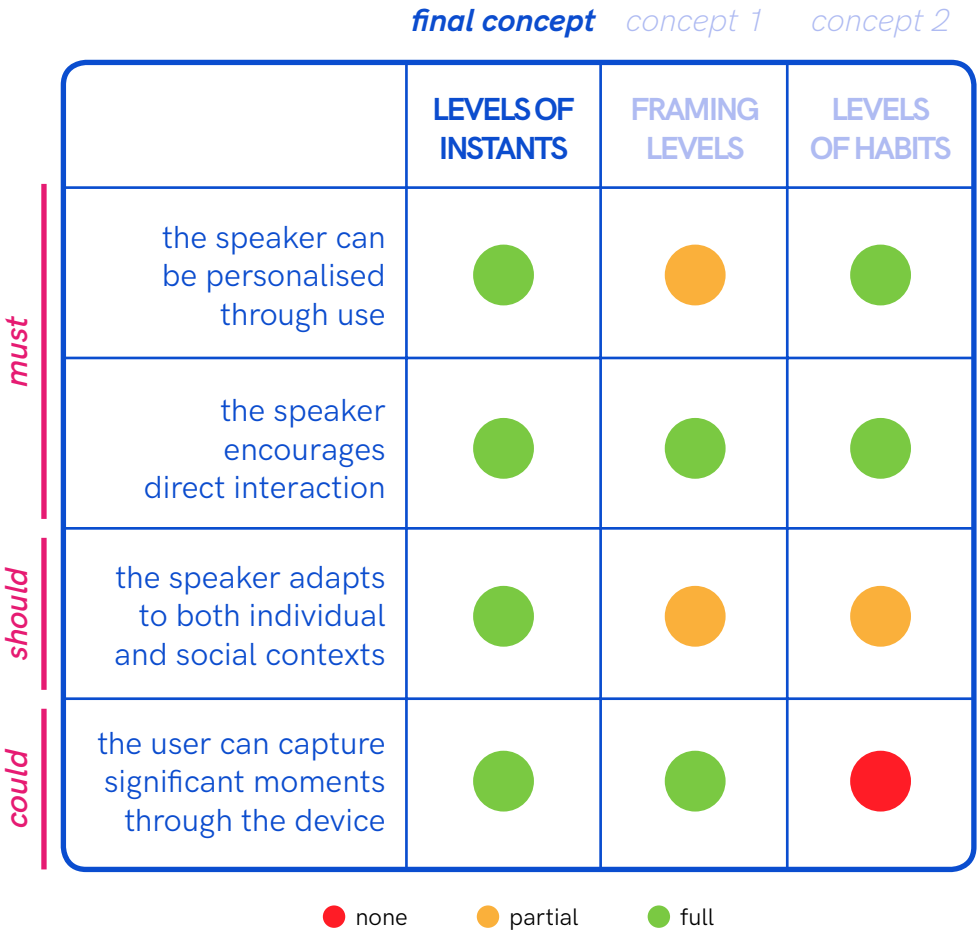 final concept concept 1 concept 2
LEVELS OF
INSTANTS
FRAMING
LEVELS
LEVELS
OF HABITS
must
the speaker can
be personalised
through use
the speaker
encourages
direct interaction
should
the speaker adapts
to both individual
and social contexts
could
the user can capture
significant moments
through the device
none partial full